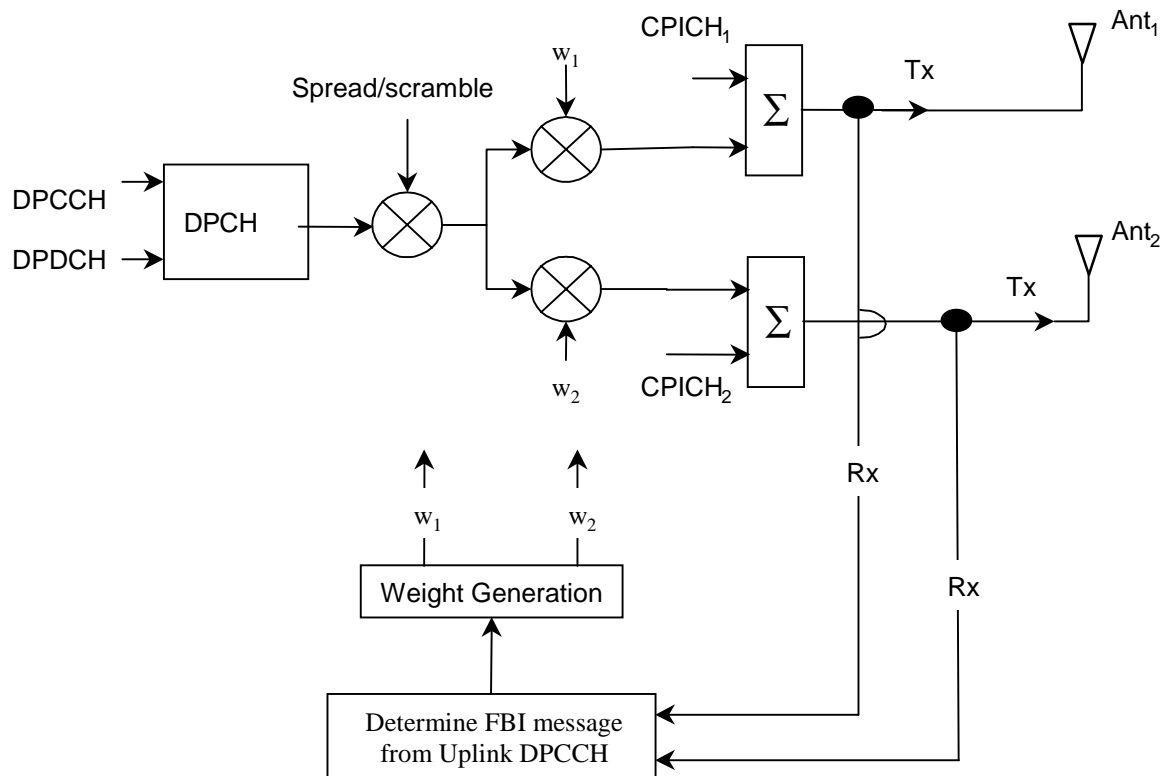 CPICH₁
Ant₁
w₁
Tx
Spread/scramble
Σ
DPCCH
DPCH
DPDCH
Ant₂
Tx
Σ
CPICH₂
w₂
Rx
w₁
w₂
Weight Generation
Rx
Determine FBI message
from Uplink DPCCH